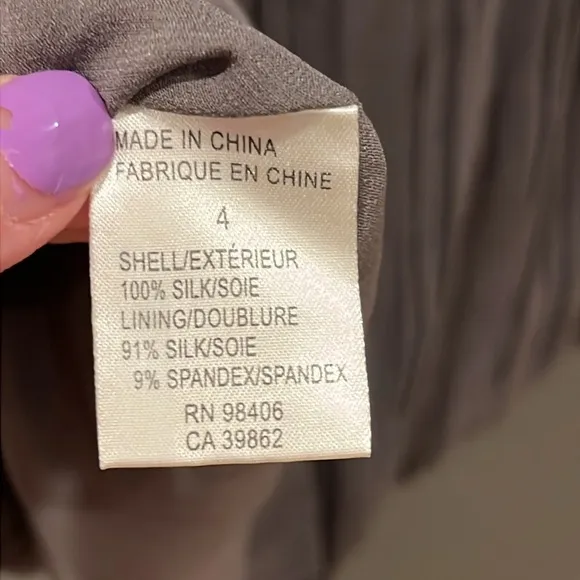 MADE IN CHINA
FABRIQUE EN CHINE
4
SHELL/EXTÉRIEUR
100% SILK/SOIE
LINING/DOUBLURE
91% SILK/SOIE
9% SPANDEX/SPANDEX
RN 98406
CA 39862